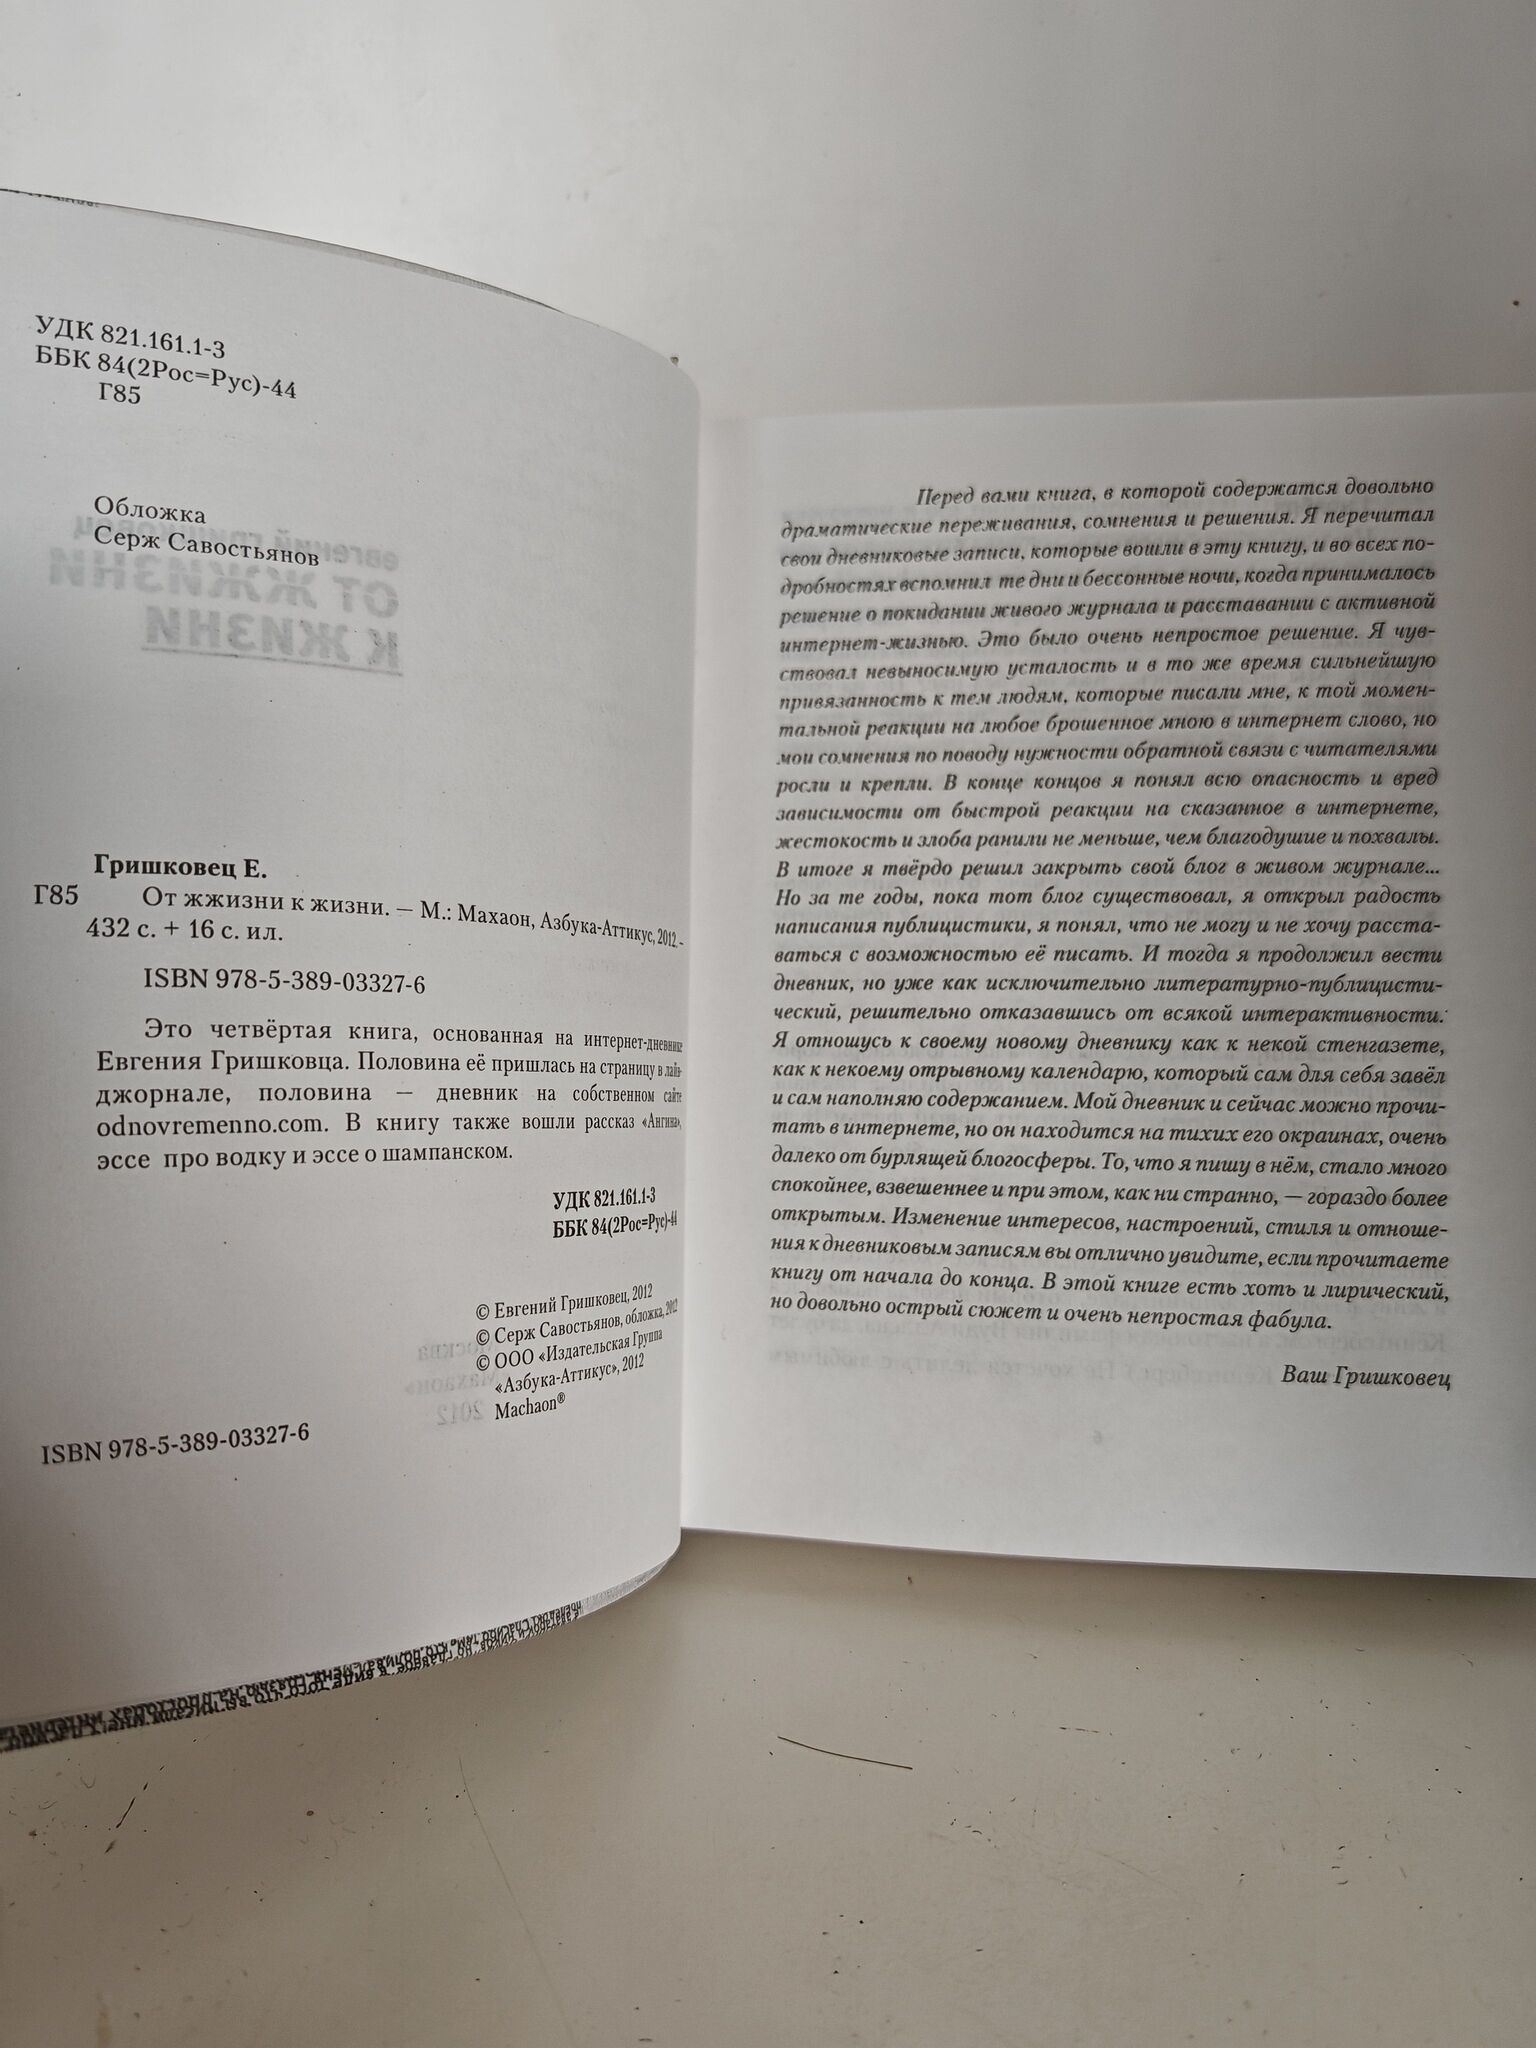 УДК 821.161.1-3
ББК 84(2Рос=Рус)-44
Г85
Обложка
Серж Савостьянов
евгений гришковец
ОТ ЖЖИЗНИ
К ЖИЗНИ
Гришковец Е.
Г85 От жжизни к жизни. — М.: Махаон, Азбука-Аттикус, 2012. –
432 с. + 16 с. ил.
ISBN 978-5-389-03327-6
Это четвёртая книга, основанная на интернет-дневнике
Евгения Гришковца. Половина её пришлась на страницу в лайв-
джорнале, половина — дневник на собственном сайте
odnovremenno.com. В книгу также вошли рассказ «Ангина»,
эссе про водку и эссе о шампанском.
УДК 821.161.1-3
ББК 84(2Рос=Рус)-44
© Евгений Гришковец, 2012
© Серж Савостьянов, обложка, 2012
© ООО «Издательская Группа
«Азбука-Аттикус», 2012
Machaon®
ISBN 978-5-389-03327-6
Москва
Махаон
2012
Перед вами книга, в которой содержатся довольно
драматические переживания, сомнения и решения. Я перечитал
свои дневниковые записи, которые вошли в эту книгу, и во всех по-
дробностях вспомнил те дни и бессонные ночи, когда принималось
решение о покидании живого журнала и расставании с активной
интернет-жизнью. Это было очень непростое решение. Я чув-
ствовал невыносимую усталость и в то же время сильнейшую
привязанность к тем людям, которые писали мне, к той момен-
тальной реакции на любое брошенное мною в интернет слово, но
мои сомнения по поводу нужности обратной связи с читателями
росли и крепли. В конце концов я понял всю опасность и вред
зависимости от быстрой реакции на сказанное в интернете,
жестокость и злоба ранили не меньше, чем благодушие и похвалы.
В итоге я твёрдо решил закрыть свой блог в живом журнале...
Но за те годы, пока тот блог существовал, я открыл радость
написания публицистики, я понял, что не могу и не хочу расста-
ваться с возможностью её писать. И тогда я продолжил вести
дневник, но уже как исключительно литературно-публицисти-
ческий, решительно отказавшись от всякой интерактивности.
Я отношусь к своему новому дневнику как к некой стенгазете,
как к некоему отрывному календарю, который сам для себя завёл
и сам наполняю содержанием. Мой дневник и сейчас можно прочи-
тать в интернете, но он находится на тихих его окраинах, очень
далеко от бурлящей блогосферы. То, что я пишу в нём, стало много
спокойнее, взвешеннее и при этом, как ни странно, — гораздо более
открытым. Изменение интересов, настроений, стиля и отноше-
ния к дневниковым записям вы отлично увидите, если прочитаете
книгу от начала до конца. В этой книге есть хоть и лирический,
но довольно острый сюжет и очень непростая фабула.
Ваш Гришковец
6